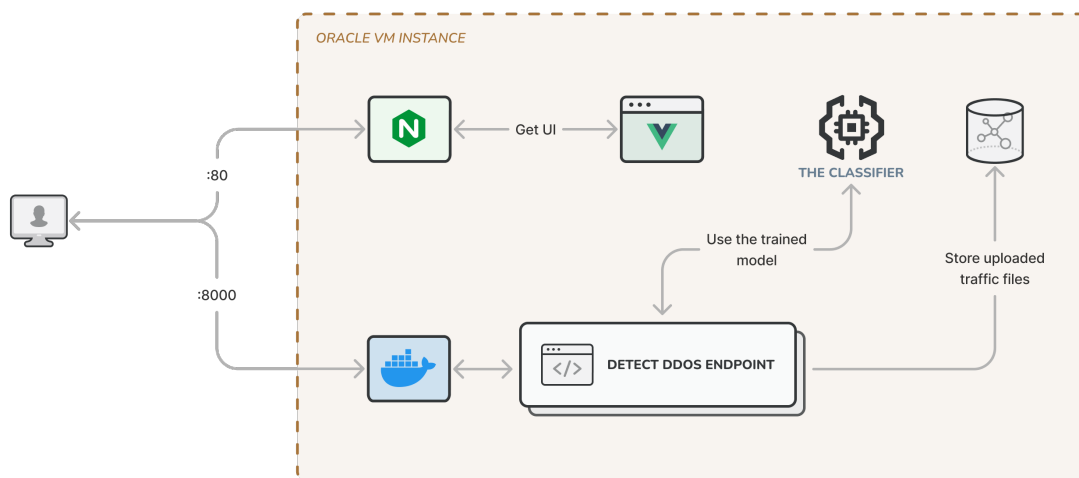 ORACLE VM INSTANCE
N
Get UI
:80
THE CLASSIFIER
Use the trained
model
Store uploaded
traffic files
:8000
</>
DETECT DDOS ENDPOINT